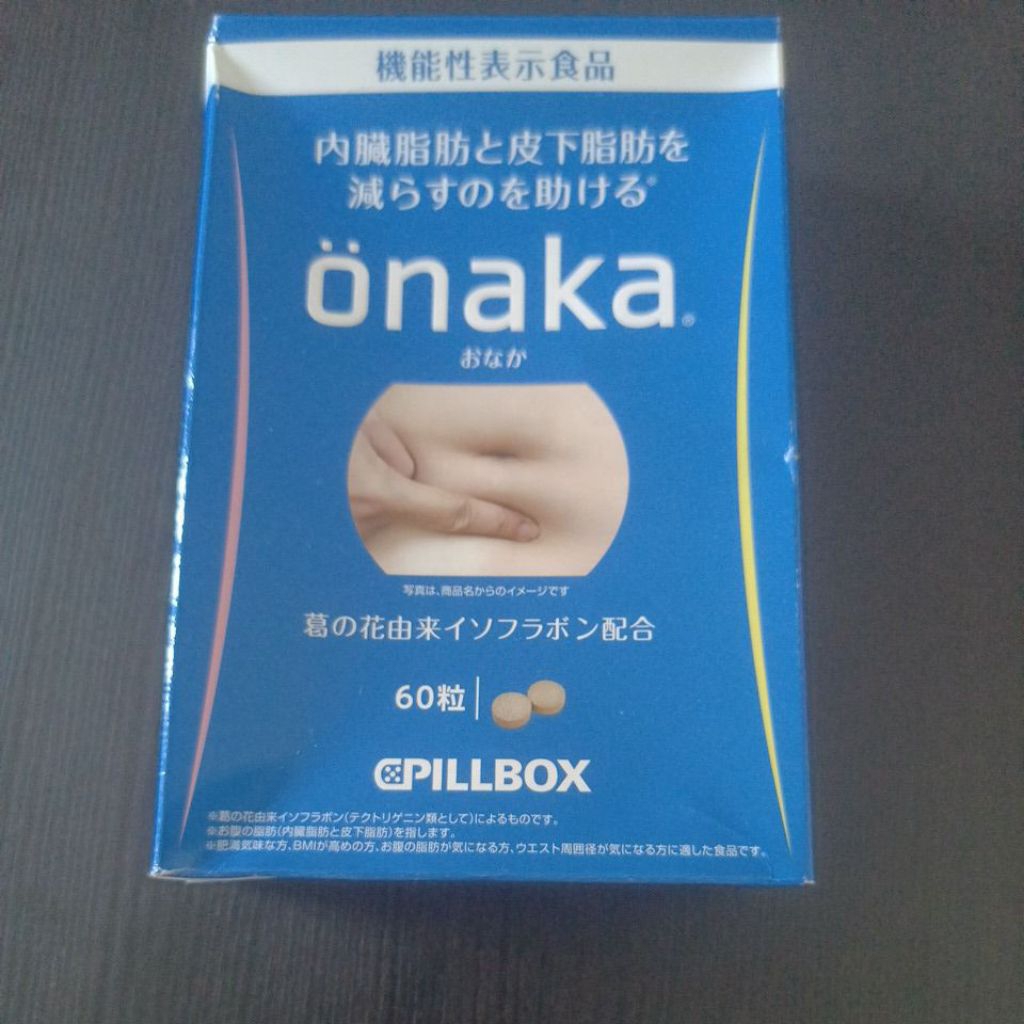 機能性表示食品
内臓脂肪と皮下脂肪を
減らすのを助ける※
önaka®
おなか
写真は、商品名からのイメージです
葛の花由来イソフラボン配合
60粒
PILLBOX
※葛の花由来イソフラボン(テクトリゲニン類として)によるものです。
※お腹の脂肪(内臓脂肪と皮下脂肪)を指します。
※肥満気味な方、BMIが高めの方、お腹の脂肪が気になる方、ウエスト周囲径が気になる方に適した食品です。